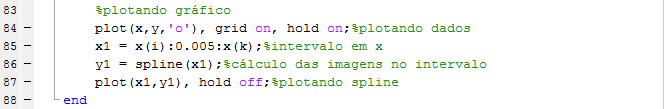 83 %plotando gráfico
84 – plot(x,y,'o'), grid on, hold on;%plotando dados
85 – x1 = x(i):0.005:x(k);%intervalo em x
86 – y1 = spline(x1);%cálculo das imagens no intervalo
87 – plot(x1,y1), hold off;%plotando spline
88 – end